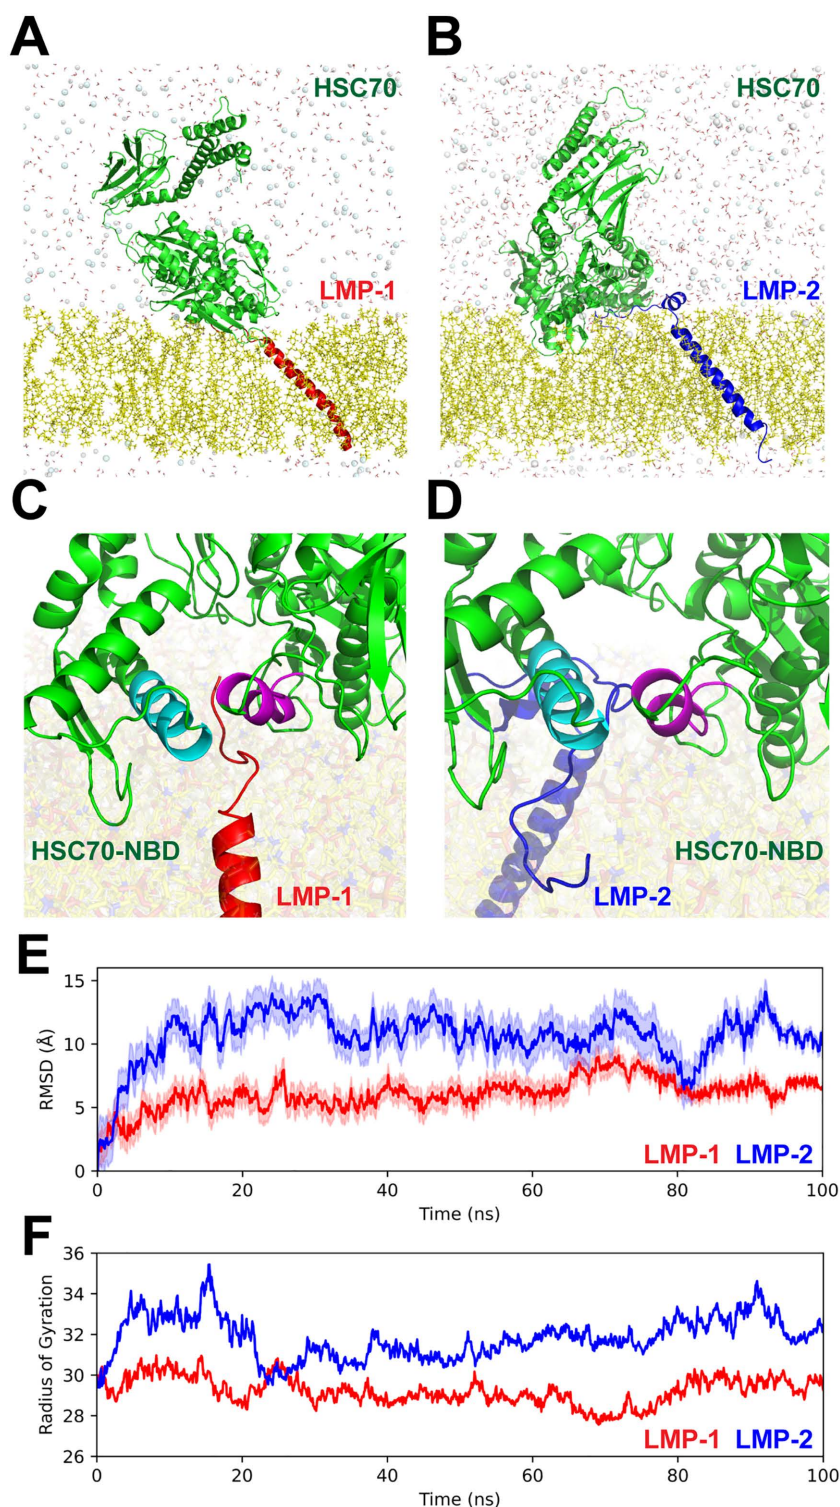 A
B
HSC70
HSC70
LMP-1
LMP-2
C
D
HSC70-NBD
LMP-1
LMP-2
HSC70-NBD
E
15
10
5
0
RMSD (Å)
LMP-1 LMP-2
0 20 40 60 80 100
Time (ns)
F
36
34
32
30
28
26
Radius of Gyration
LMP-1 LMP-2
0 20 40 60 80 100
Time (ns)